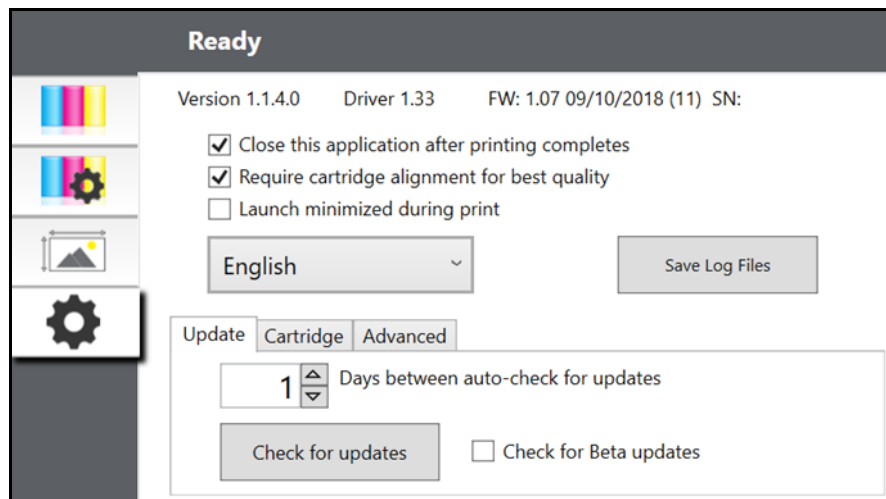 Ready
Version 1.1.4.0 Driver 1.33 FW: 1.07 09/10/2018 (11) SN:
Close this application after printing completes
Require cartridge alignment for best quality
Launch minimized during print
English Save Log Files
Update Cartridge Advanced
1 Days between auto-check for updates
Check for updates Check for Beta updates